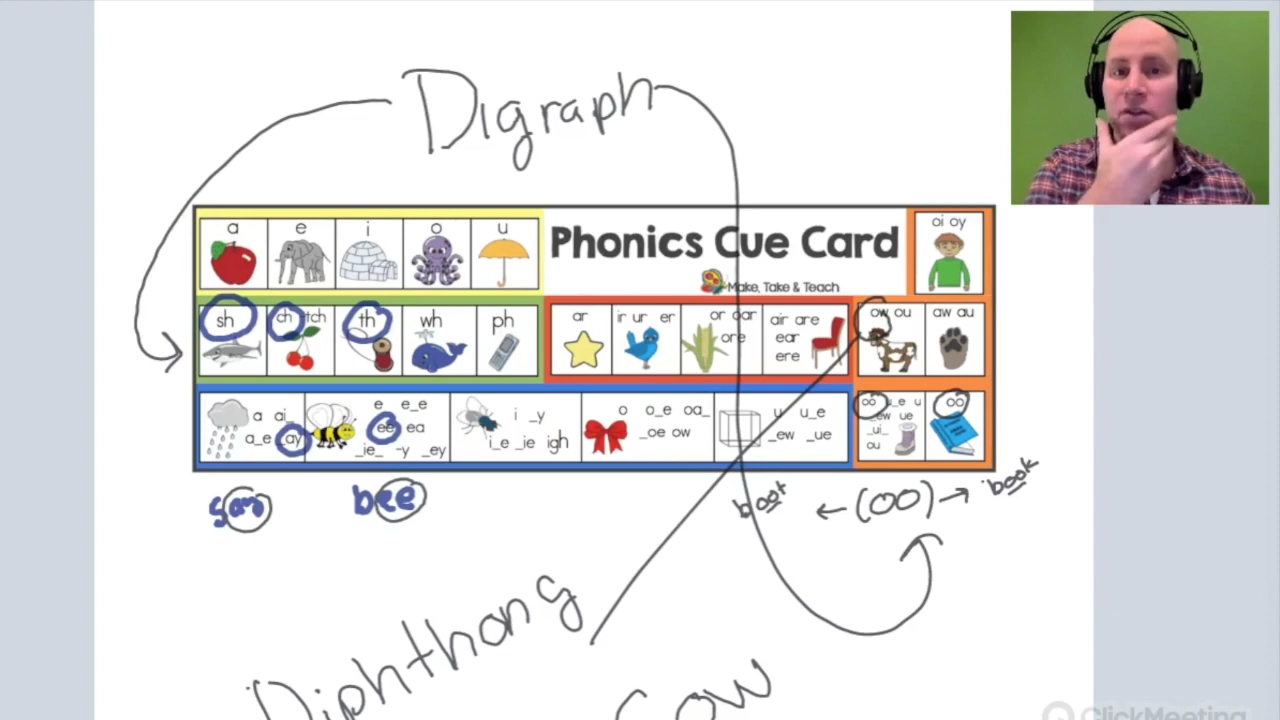 Digraph
a e i o u
Phonics Cue Card
oi oy
Make, Take & Teach
sh ch tch th wh ph
ar
ir ur er
or oar
ore
air are
ear
ere
ow ou
aw au
a ai
a_e ay
e e_e
ee ea
_ie_ -y _ey
i _y
i_e _ie igh
o o_e oa_
_oe ow
u u_e
_ew _ue
oo u_e u
_ew ue
_ui_
ou
oo
say bee
boot ← (oo) → book
Diphthong
Cow
ClickMeeting